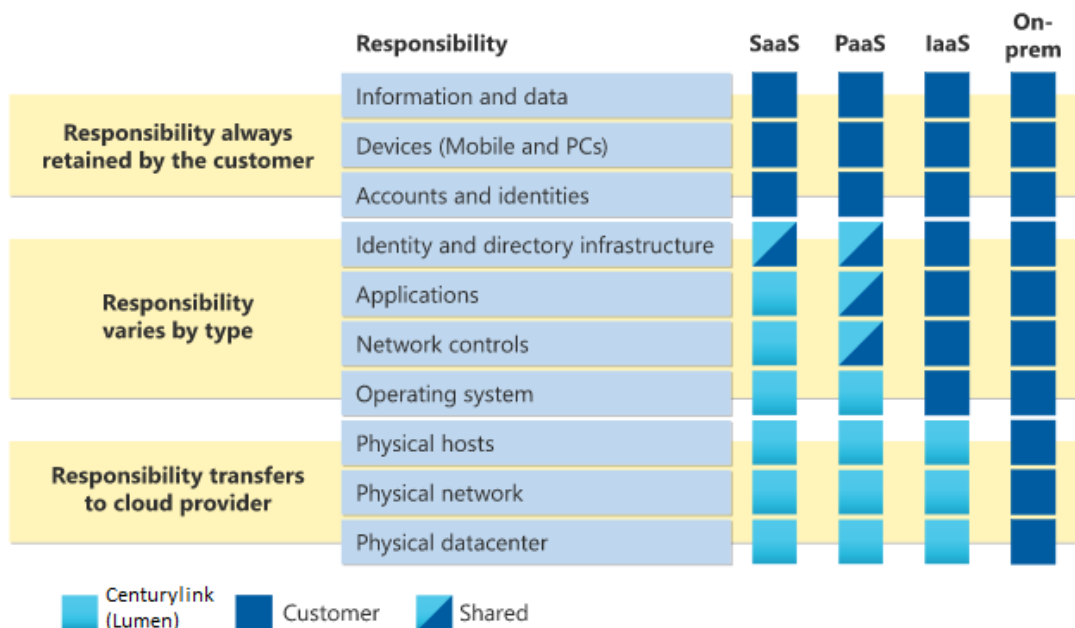 Responsibility SaaS PaaS IaaS On-
prem
Responsibility always
retained by the customer
Information and data
Devices (Mobile and PCs)
Accounts and identities
Responsibility
varies by type
Identity and directory infrastructure
Applications
Network controls
Operating system
Responsibility transfers
to cloud provider
Physical hosts
Physical network
Physical datacenter
Centurylink
(Lumen)
Customer
Shared